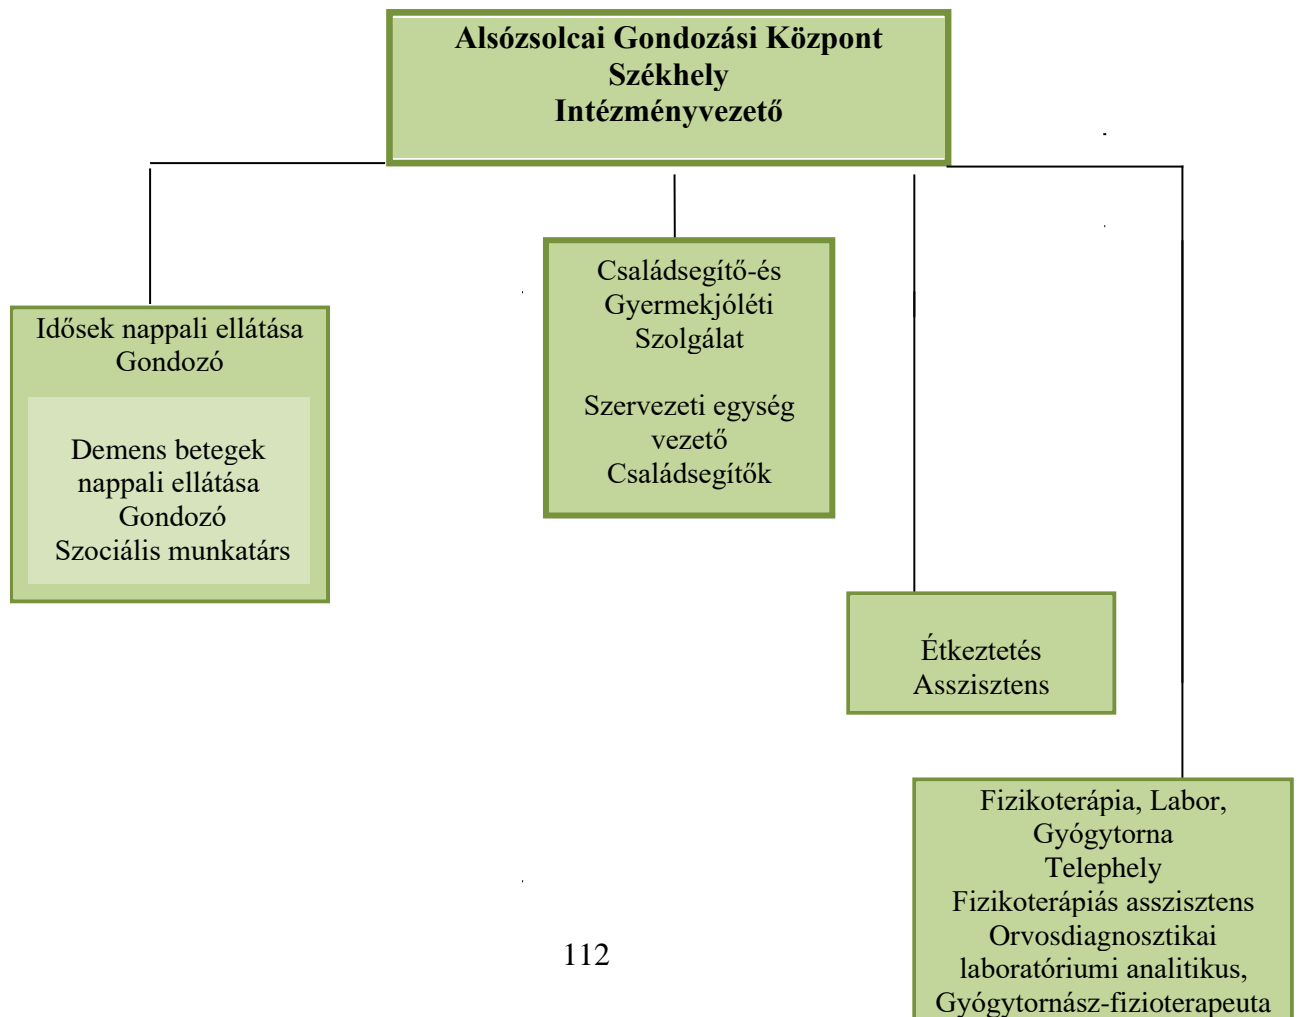 Alsózsolcai Gondozási Központ
Székhely
Intézményvezető
Idősek nappali ellátása
Gondozó
Demens betegek
nappali ellátása
Gondozó
Szociális munkatárs
Családsegítő-és
Gyermekjóléti
Szolgálat
Szervezeti egység
vezető
Családsegítők
Étkeztetés
Asszisztens
Fizikoterápia, Labor,
Gyógytorna
Telephely
Fizikoterápiás asszisztens
Orvosdiagnosztikai
laboratóriumi analitikus,
Gyógytornász-fizioterapeuta
112